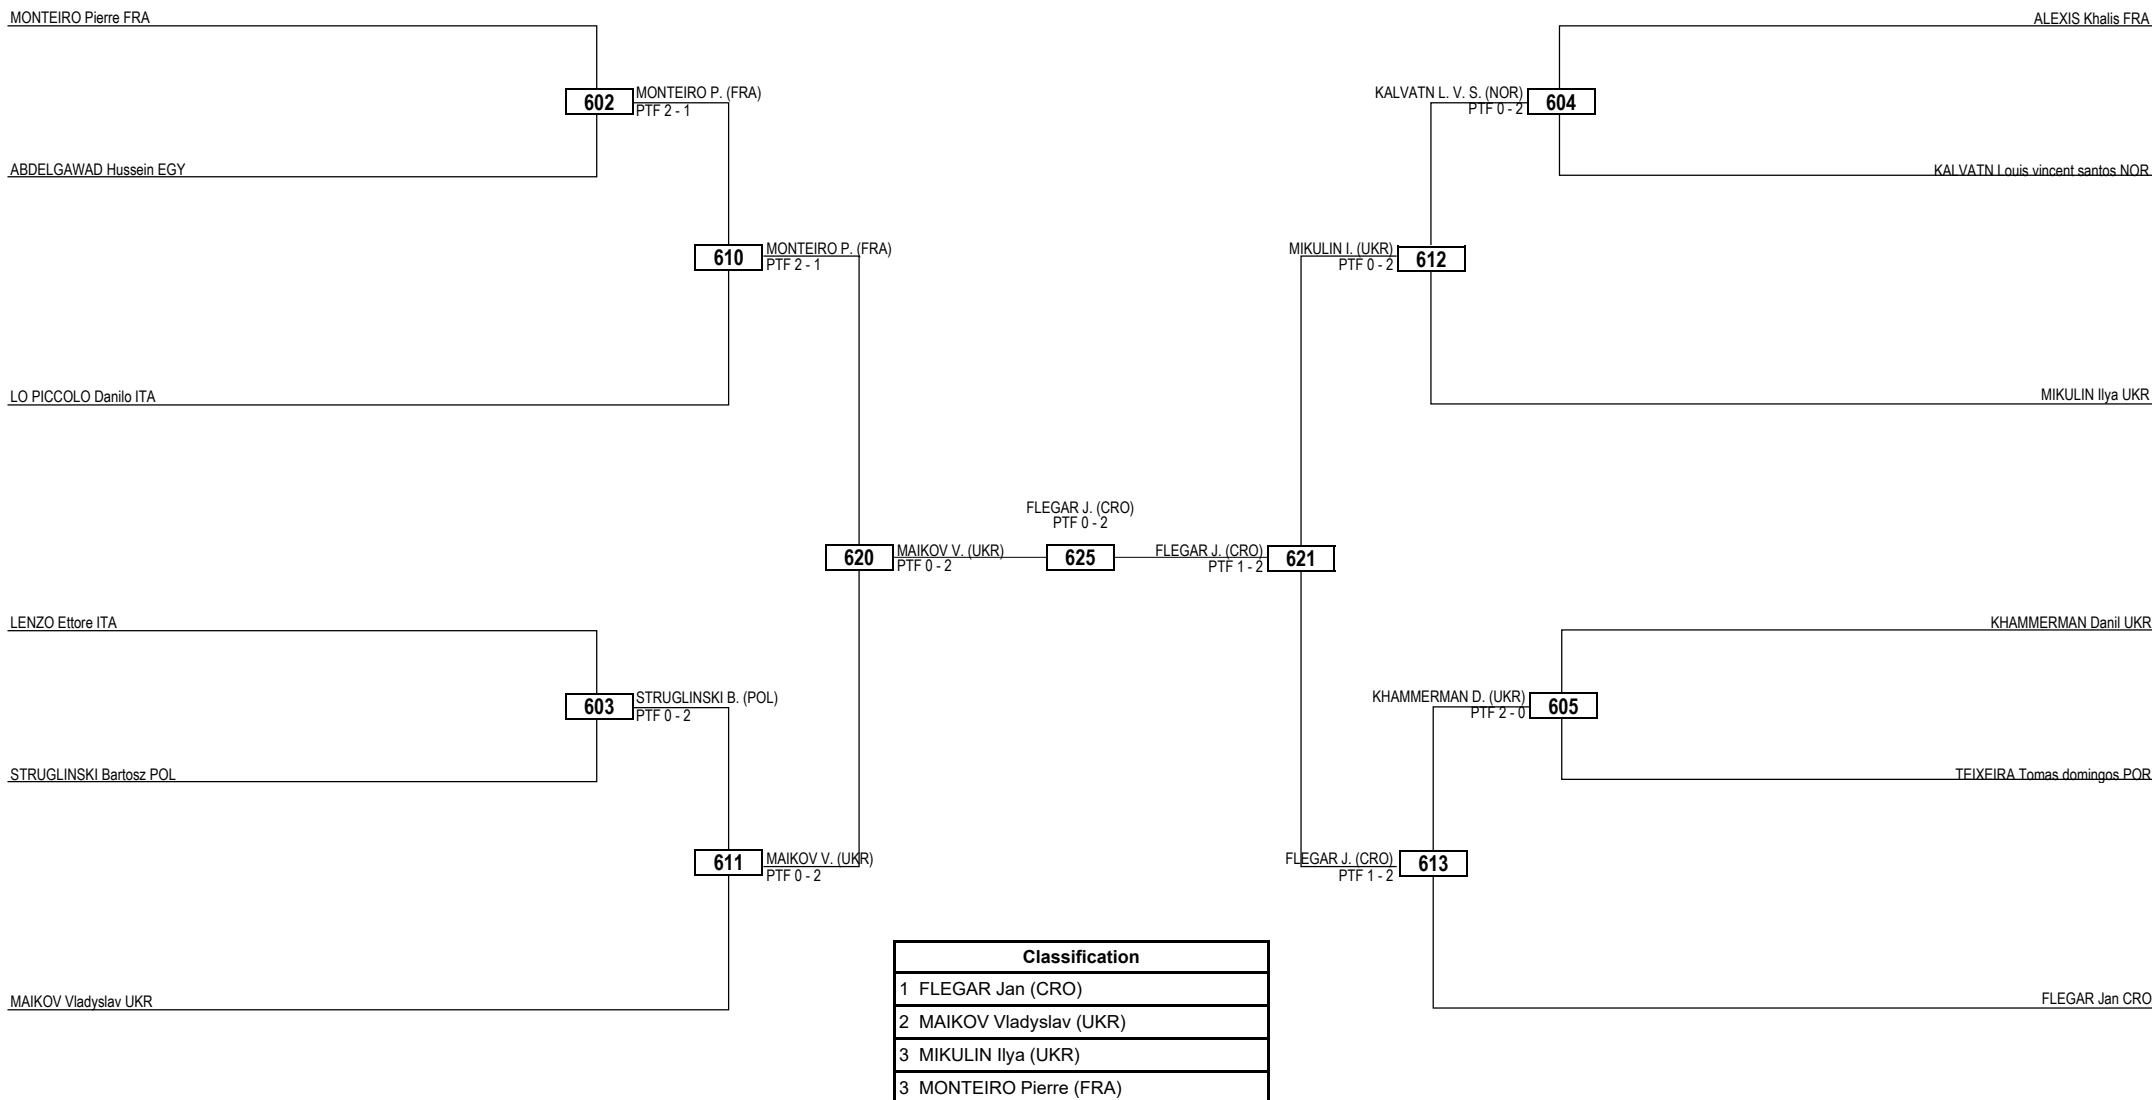 MONTEIRO Pierre FRA
ALEXIS Khalis FRA
602
MONTEIRO P. (FRA)
PTF 2 - 1
KALVATN L. V. S. (NOR)
PTF 0 - 2
604
ABDELGAWAD Hussein EGY
KALVATN Louis vincent santos NOR
610
MONTEIRO P. (FRA)
PTF 2 - 1
MIKULIN I. (UKR)
PTF 0 - 2
612
LO PICCOLO Danilo ITA
MIKULIN Ilya UKR
FLEGAR J. (CRO)
PTF 0 - 2
620
MAIKOV V. (UKR)
PTF 0 - 2
625
FLEGAR J. (CRO)
PTF 1 - 2
621
LENZO Ettore ITA
KHAMMERMAN Danil UKR
603
STRUGLINSKI B. (POL)
PTF 0 - 2
KHAMMERMAN D. (UKR)
PTF 2 - 0
605
STRUGLINSKI Bartosz POL
TEIXEIRA Tomas domingos POR
611
MAIKOV V. (UKR)
PTF 0 - 2
FLEGAR J. (CRO)
PTF 1 - 2
613
MAIKOV Vladyslav UKR
FLEGAR Jan CRO
Classification
1 FLEGAR Jan (CRO)
2 MAIKOV Vladyslav (UKR)
3 MIKULIN Ilya (UKR)
3 MONTEIRO Pierre (FRA)